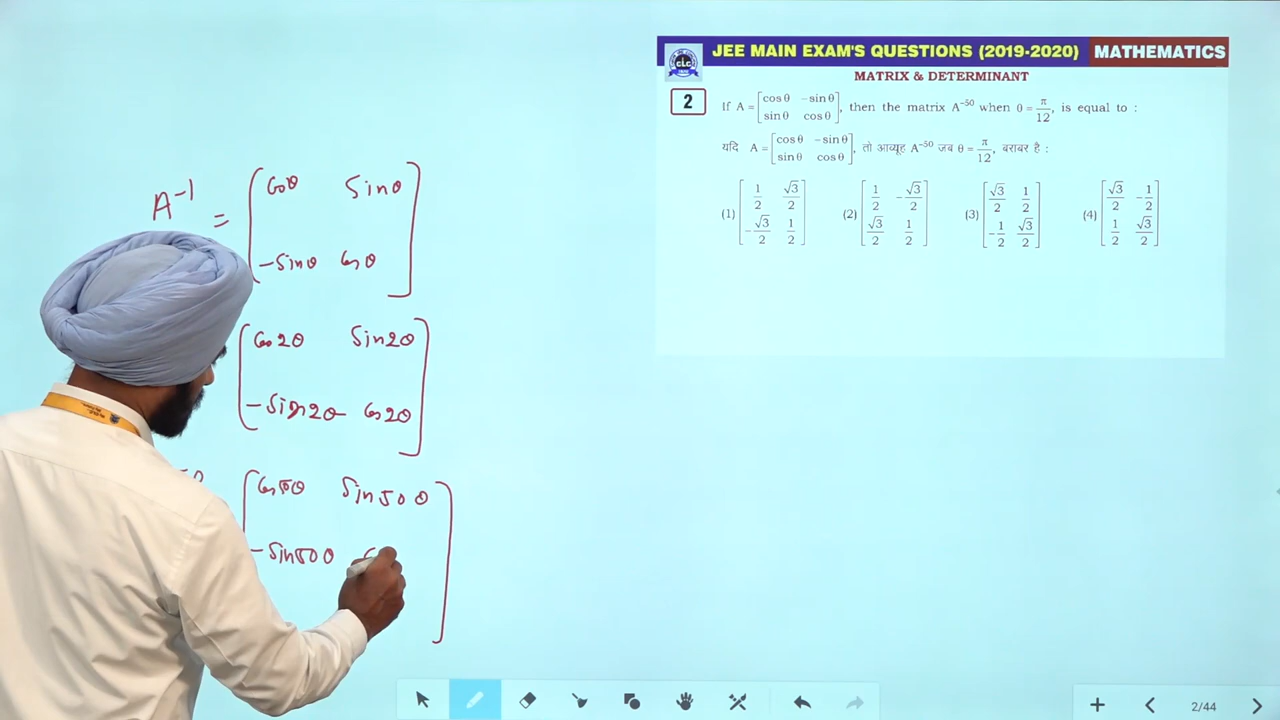 JEE MAIN EXAM'S QUESTIONS (2019-2020) MATHEMATICS
CLC
MATRIX & DETERMINANT
2
If A = [cos θ −sin θ; sin θ cos θ], then the matrix A⁻⁵⁰ when θ = π/12, is equal to :
यदि A = [cos θ −sin θ; sin θ cos θ], तो आव्यूह A⁻⁵⁰ जब θ = π/12, बराबर है :
(1) [1/2 √3/2; −√3/2 1/2] (2) [1/2 −√3/2; √3/2 1/2] (3) [√3/2 1/2; −1/2 √3/2] (4) [√3/2 −1/2; 1/2 √3/2]
A⁻¹ = [Cosθ Sinθ
−Sinθ Cosθ]
[Cos2θ Sin2θ
−Sin2θ Cos2θ]
[Cos50θ Sin50θ
−Sin50θ
2/44